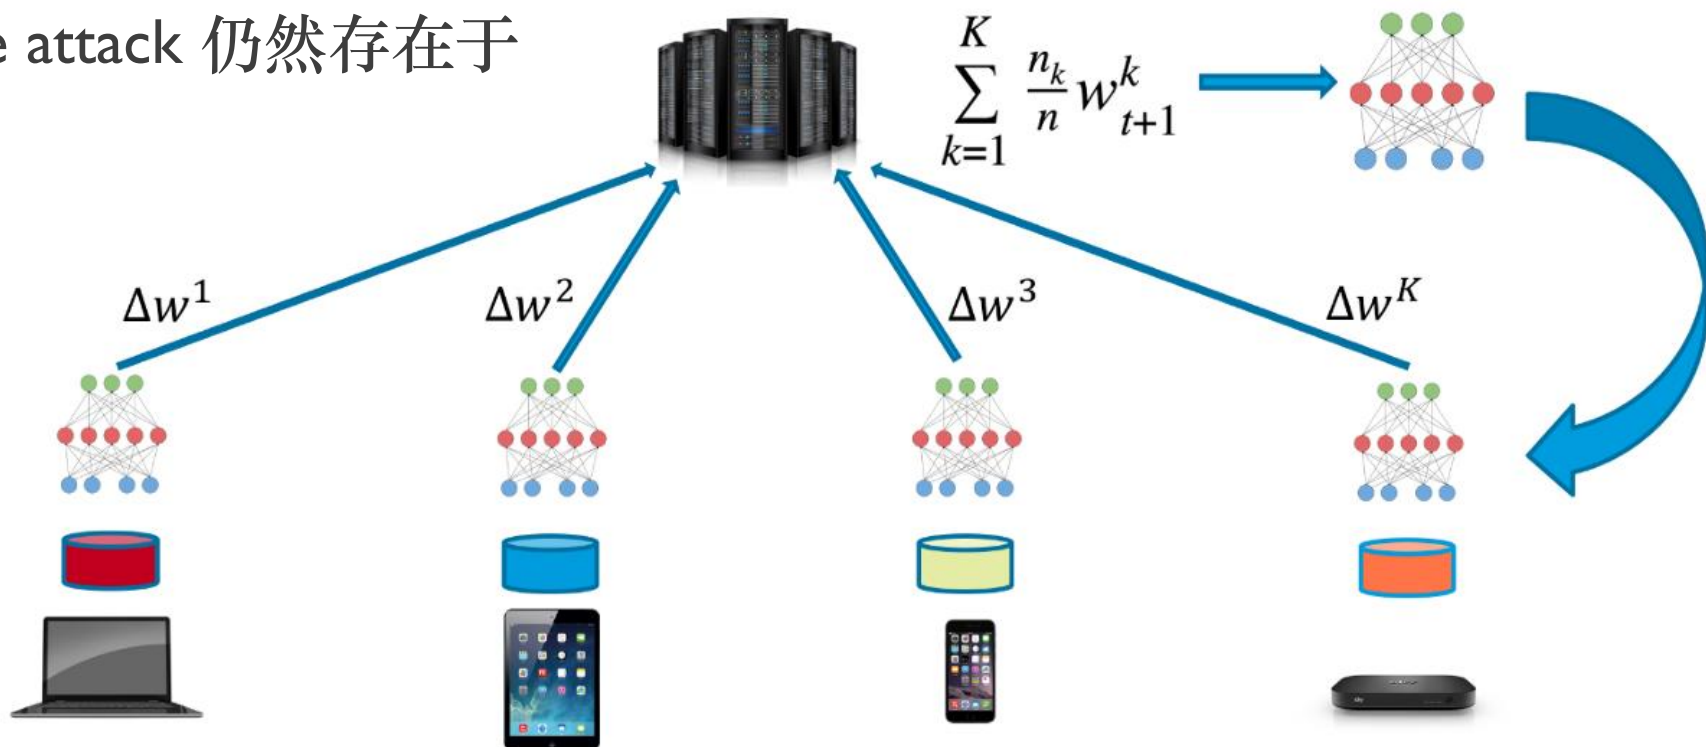 e attack 仍然存在于
K
∑ n_k/n w^k_{t+1}
k=1
Δw¹ Δw² Δw³ Δw^K